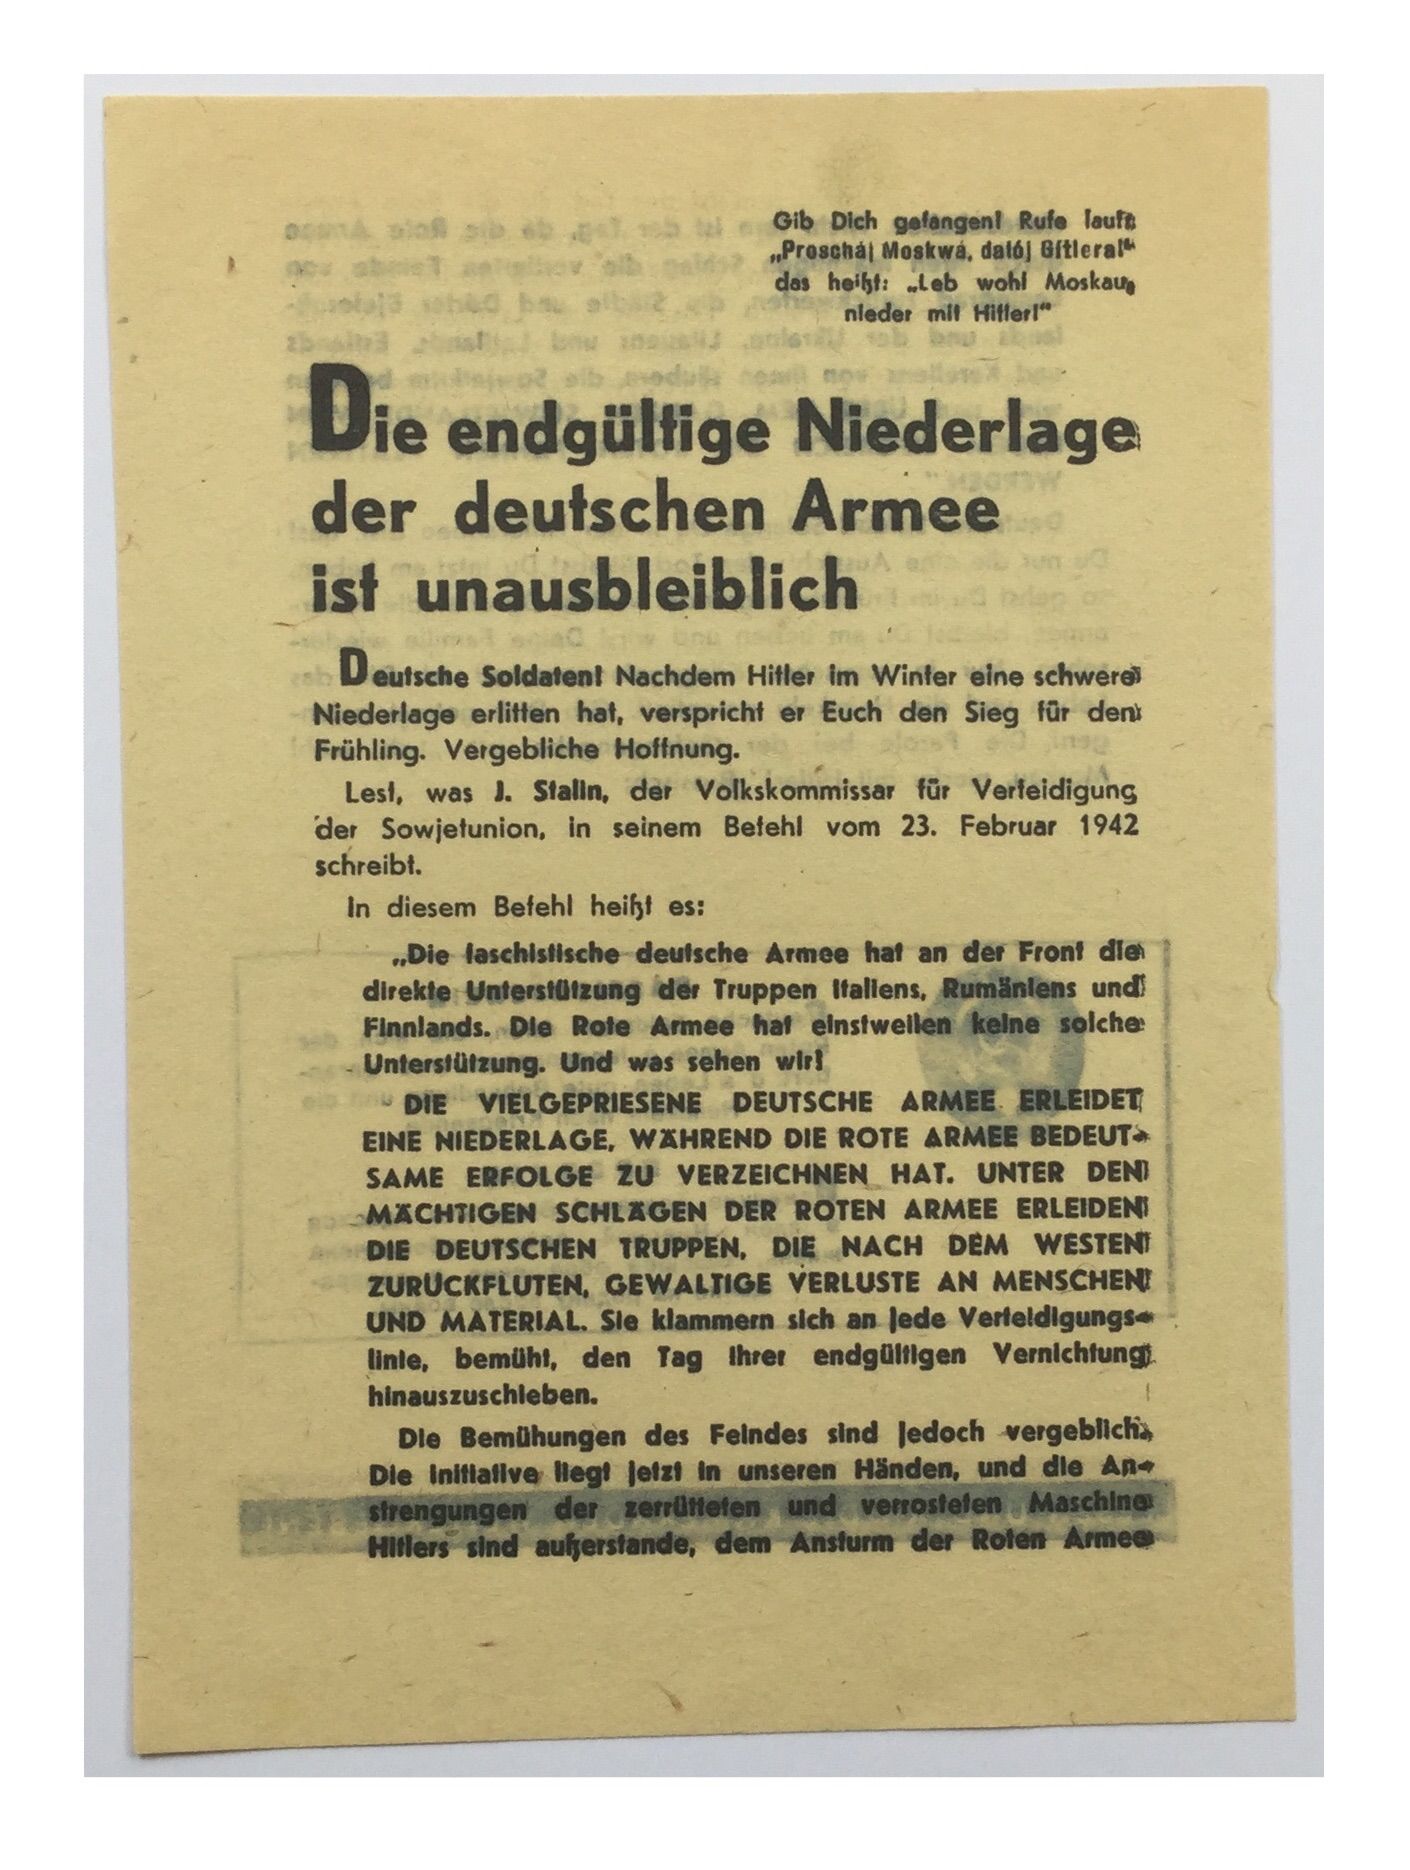 Gib Dich gefangen! Rufe laut:
„Proscháj Moskwá, dalój Gitlera!“
das heißt: „Leb wohl Moskau,
nieder mit Hitler!“
Die endgültige Niederlage
der deutschen Armee
ist unausbleiblich
Deutsche Soldaten! Nachdem Hitler im Winter eine schwere
Niederlage erlitten hat, verspricht er Euch den Sieg für den
Frühling. Vergebliche Hoffnung.
Lest, was J. Stalin, der Volkskommissar für Verteidigung
der Sowjetunion, in seinem Befehl vom 23. Februar 1942
schreibt.
In diesem Befehl heißt es:
„Die faschistische deutsche Armee hat an der Front die
direkte Unterstützung der Truppen Italiens, Rumäniens und
Finnlands. Die Rote Armee hat einstweilen keine solche
Unterstützung. Und was sehen wir!
DIE VIELGEPRIESENE DEUTSCHE ARMEE ERLEIDET
EINE NIEDERLAGE, WÄHREND DIE ROTE ARMEE BEDEUT-
SAME ERFOLGE ZU VERZEICHNEN HAT. UNTER DEN
MÄCHTIGEN SCHLÄGEN DER ROTEN ARMEE ERLEIDEN
DIE DEUTSCHEN TRUPPEN, DIE NACH DEM WESTEN
ZURÜCKFLUTEN, GEWALTIGE VERLUSTE AN MENSCHEN
UND MATERIAL. Sie klammern sich an jede Verteidigungs-
linie, bemüht, den Tag ihrer endgültigen Vernichtung
hinauszuschieben.
Die Bemühungen des Feindes sind jedoch vergeblich.
Die Initiative liegt jetzt in unseren Händen, und die An-
strengungen der zerrütteten und verrosteten Maschine
Hitlers sind außerstande, dem Ansturm der Roten Armee